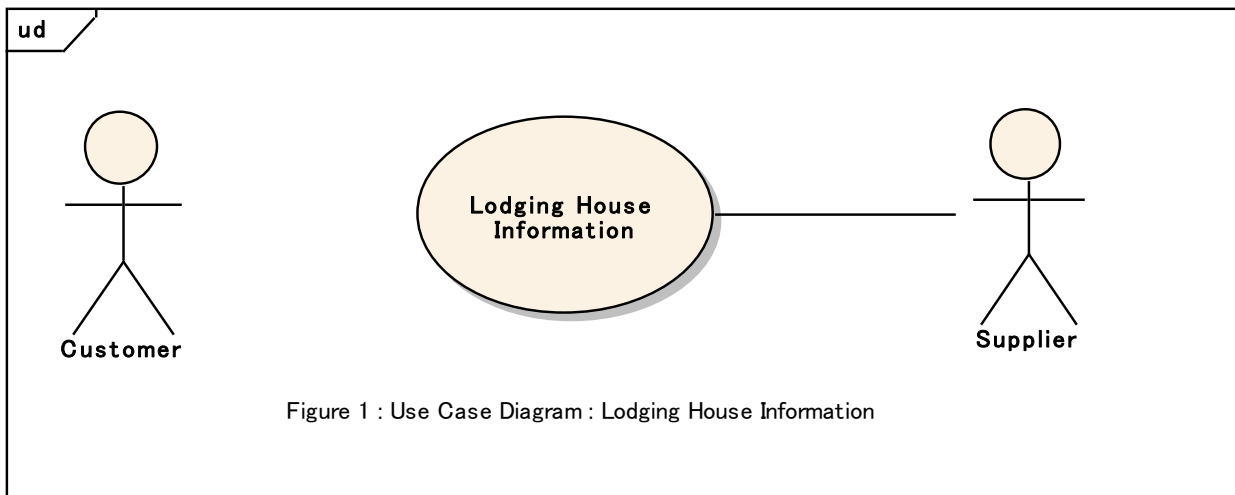 ud
Lodging House
Information
Customer
Supplier
Figure 1 : Use Case Diagram : Lodging House Information